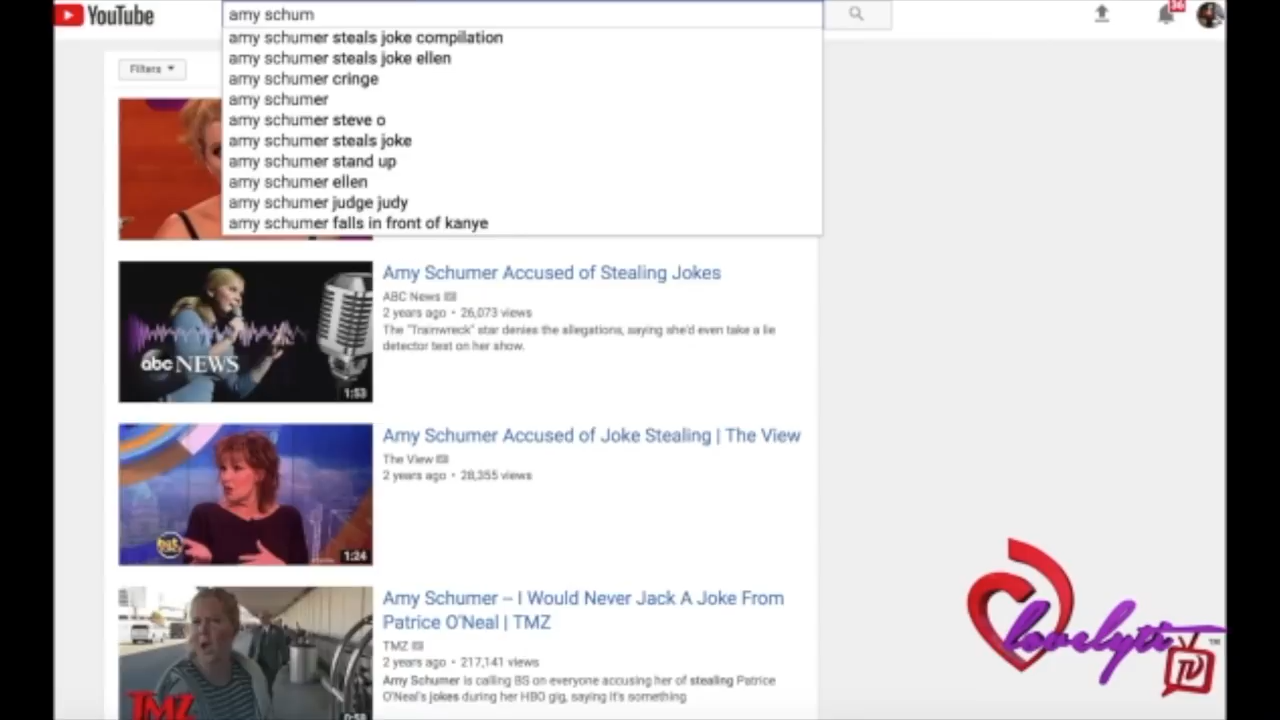 YouTube
amy schum
36
amy schumer steals joke compilation
amy schumer steals joke ellen
amy schumer cringe
amy schumer
amy schumer steve o
amy schumer steals joke
amy schumer stand up
amy schumer ellen
amy schumer judge judy
amy schumer falls in front of kanye
Filters
Amy Schumer Accused of Stealing Jokes
ABC News
2 years ago • 26,073 views
The "Trainwreck" star denies the allegations, saying she'd even take a lie
detector test on her show.
abc NEWS
1:53
Amy Schumer Accused of Joke Stealing | The View
The View
2 years ago • 28,355 views
1:24
Amy Schumer -- I Would Never Jack A Joke From
Patrice O'Neal | TMZ
TMZ
2 years ago • 217,141 views
Amy Schumer is calling BS on everyone accusing her of stealing Patrice
O'Neal's jokes during her HBO gig, saying it's something
TMZ
0:58
lovelyti
TV
TM